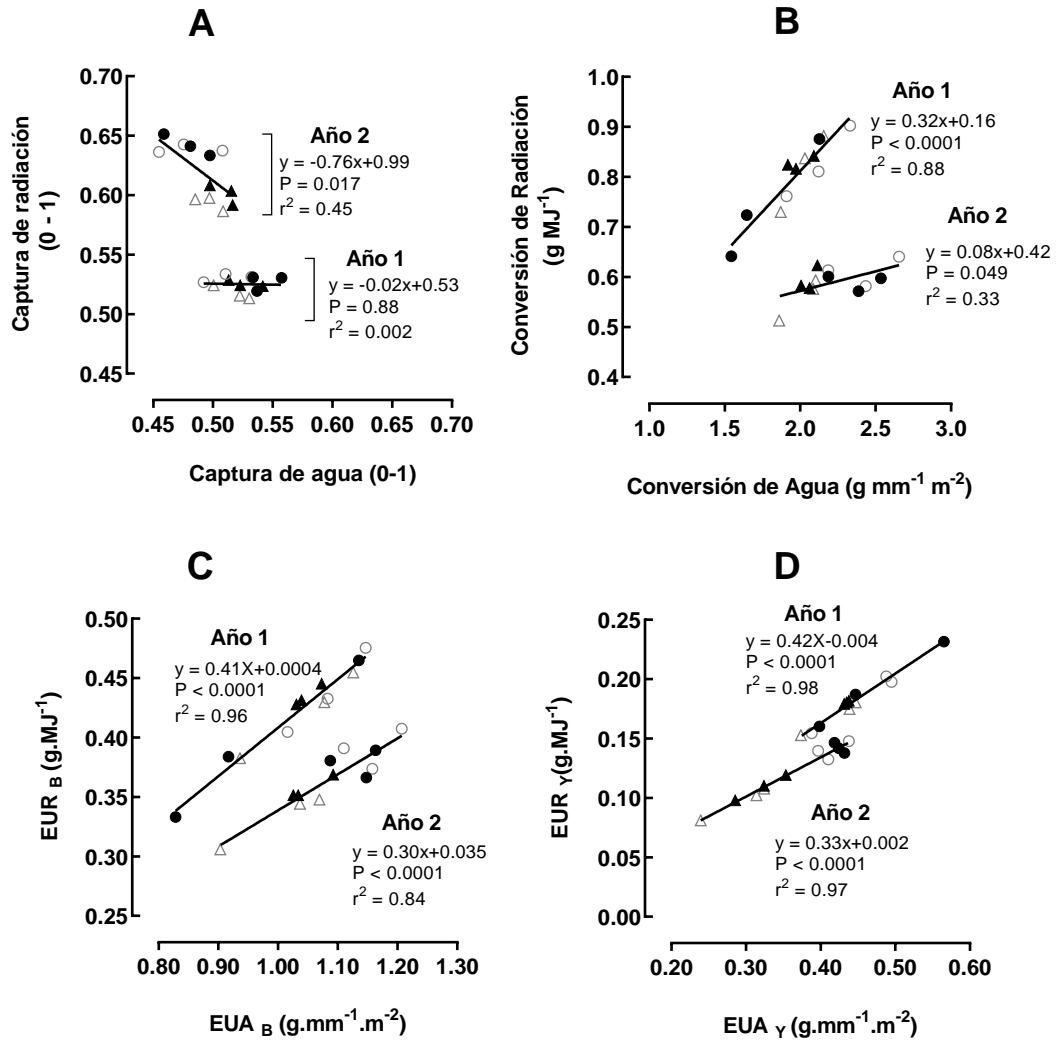 A
0.70
0.65
0.60
0.55
0.50
0.45
Captura de radiación
(0 - 1)
Año 2
y = -0.76x+0.99
P = 0.017
r² = 0.45
Año 1
y = -0.02x+0.53
P = 0.88
r² = 0.002
0.45 0.50 0.55 0.60 0.65 0.70
Captura de agua (0-1)
B
1.0
0.9
0.8
0.7
0.6
0.5
0.4
Conversión de Radiación
(g MJ⁻¹)
Año 1
y = 0.32x+0.16
P < 0.0001
r² = 0.88
Año 2
y = 0.08x+0.42
P = 0.049
r² = 0.33
1.0 1.5 2.0 2.5 3.0
Conversión de Agua (g mm⁻¹ m⁻²)
C
0.50
0.45
0.40
0.35
0.30
0.25
EUR B (g.MJ⁻¹)
Año 1
y = 0.41X+0.0004
P < 0.0001
r² = 0.96
Año 2
y = 0.30x+0.035
P < 0.0001
r² = 0.84
0.80 0.90 1.00 1.10 1.20 1.30
EUA B (g.mm⁻¹.m⁻²)
D
0.25
0.20
0.15
0.10
0.05
0.00
EUR Y(g.MJ⁻¹)
Año 1
y = 0.42X-0.004
P < 0.0001
r² = 0.98
Año 2
y = 0.33x+0.002
P < 0.0001
r² = 0.97
0.20 0.30 0.40 0.50 0.60
EUA Y (g.mm⁻¹.m⁻²)